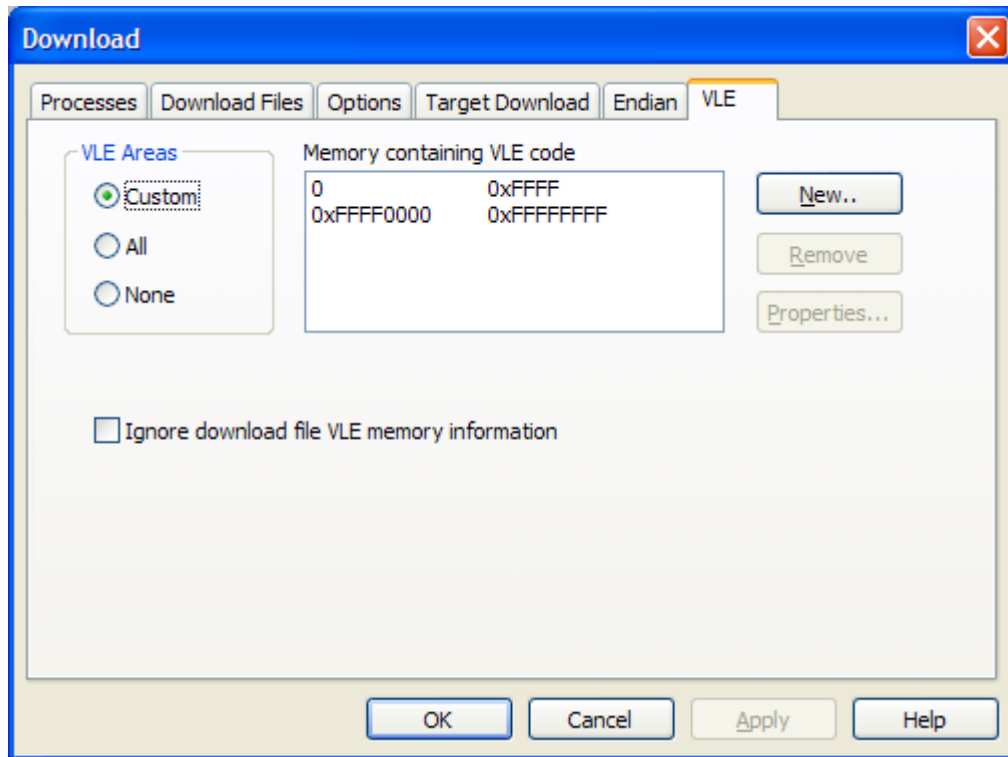 Download
Processes Download Files Options Target Download Endian VLE
VLE Areas
Custom
All
None
Memory containing VLE code
0 0xFFFF
0xFFFF0000 0xFFFFFFFF
New..
Remove
Properties...
Ignore download file VLE memory information
OK Cancel Apply Help